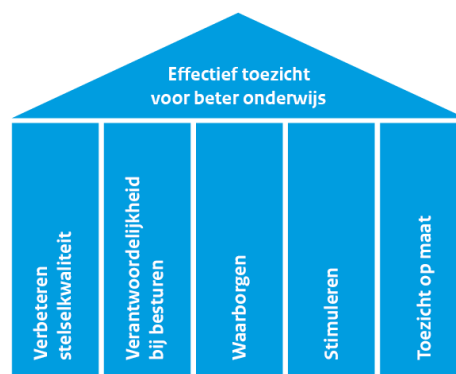 Effectief toezicht
voor beter onderwijs
Verbeteren
stelselkwaliteit
Verantwoordelijkheid
bij besturen
Waarborgen
Stimuleren
Toezicht op maat